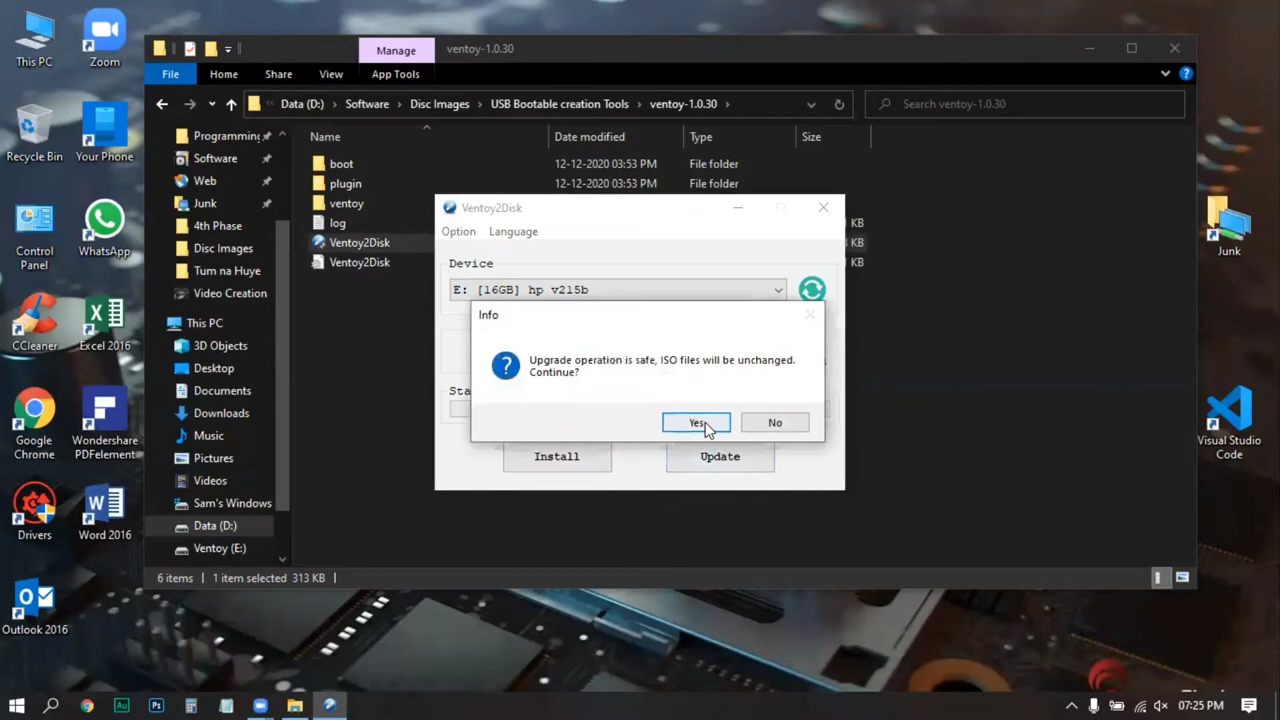 This PC
Zoom
Recycle Bin
Your Phone
Control Panel
WhatsApp
CCleaner
Excel 2016
Google Chrome
Wondershare PDFelement
Drivers
Word 2016
Outlook 2016
Manage
ventoy-1.0.30
File
Home
Share
View
App Tools
Data (D:) Software Disc Images USB Bootable creation Tools ventoy-1.0.30
Search ventoy-1.0.30
Programming
Software
Web
Junk
4th Phase
Disc Images
Tum na Huye
Video Creation
This PC
3D Objects
Desktop
Documents
Downloads
Music
Pictures
Videos
Sam's Windows
Data (D:)
Ventoy (E:)
Name Date modified Type Size
boot 12-12-2020 03:53 PM File folder
plugin 12-12-2020 03:53 PM File folder
ventoy
log KB
Ventoy2Disk KB
Ventoy2Disk KB
Ventoy2Disk
Option Language
Device
E: [16GB] hp v215b
Info
Upgrade operation is safe, ISO files will be unchanged.
Continue?
Yes No
Sta
Install Update
6 items 1 item selected 313 KB
Junk
Visual Studio Code
Au
Ps
07:25 PM